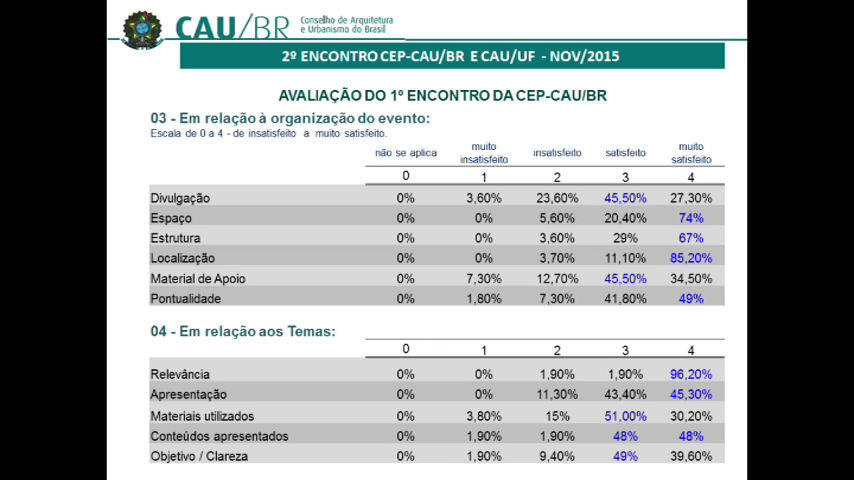 CAU/BR Conselho de Arquitetura
e Urbanismo do Brasil
2º ENCONTRO CEP-CAU/BR E CAU/UF - NOV/2015
AVALIAÇÃO DO 1º ENCONTRO DA CEP-CAU/BR
03 - Em relação à organização do evento:
Escala de 0 a 4 - de insatisfeito a muito satisfeito.
não se aplica muito insatisfeito insatisfeito satisfeito muito satisfeito
0 1 2 3 4
Divulgação 0% 3,60% 23,60% 45,50% 27,30%
Espaço 0% 0% 5,60% 20,40% 74%
Estrutura 0% 0% 3,60% 29% 67%
Localização 0% 0% 3,70% 11,10% 85,20%
Material de Apoio 0% 7,30% 12,70% 45,50% 34,50%
Pontualidade 0% 1,80% 7,30% 41,80% 49%
04 - Em relação aos Temas:
0 1 2 3 4
Relevância 0% 0% 1,90% 1,90% 96,20%
Apresentação 0% 0% 11,30% 43,40% 45,30%
Materiais utilizados 0% 3,80% 15% 51,00% 30,20%
Conteúdos apresentados 0% 1,90% 1,90% 48% 48%
Objetivo / Clareza 0% 1,90% 9,40% 49% 39,60%